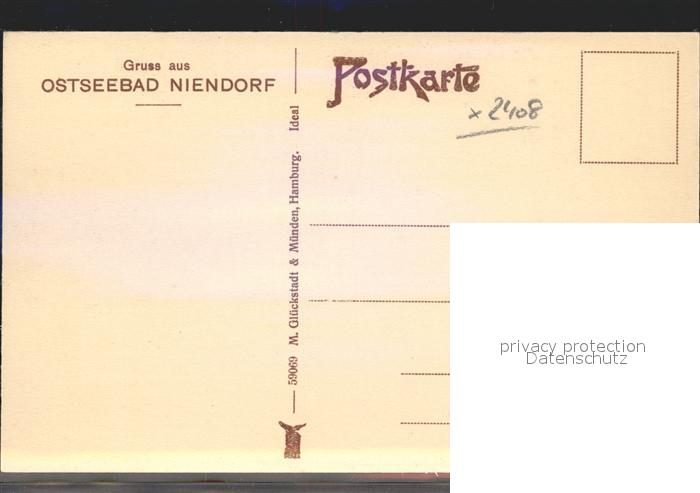 Gruss aus
OSTSEEBAD NIENDORF
Postkarte
x 2408
59069 M. Glückstadt & Münden, Hamburg. Ideal
privacy protection
Datenschutz